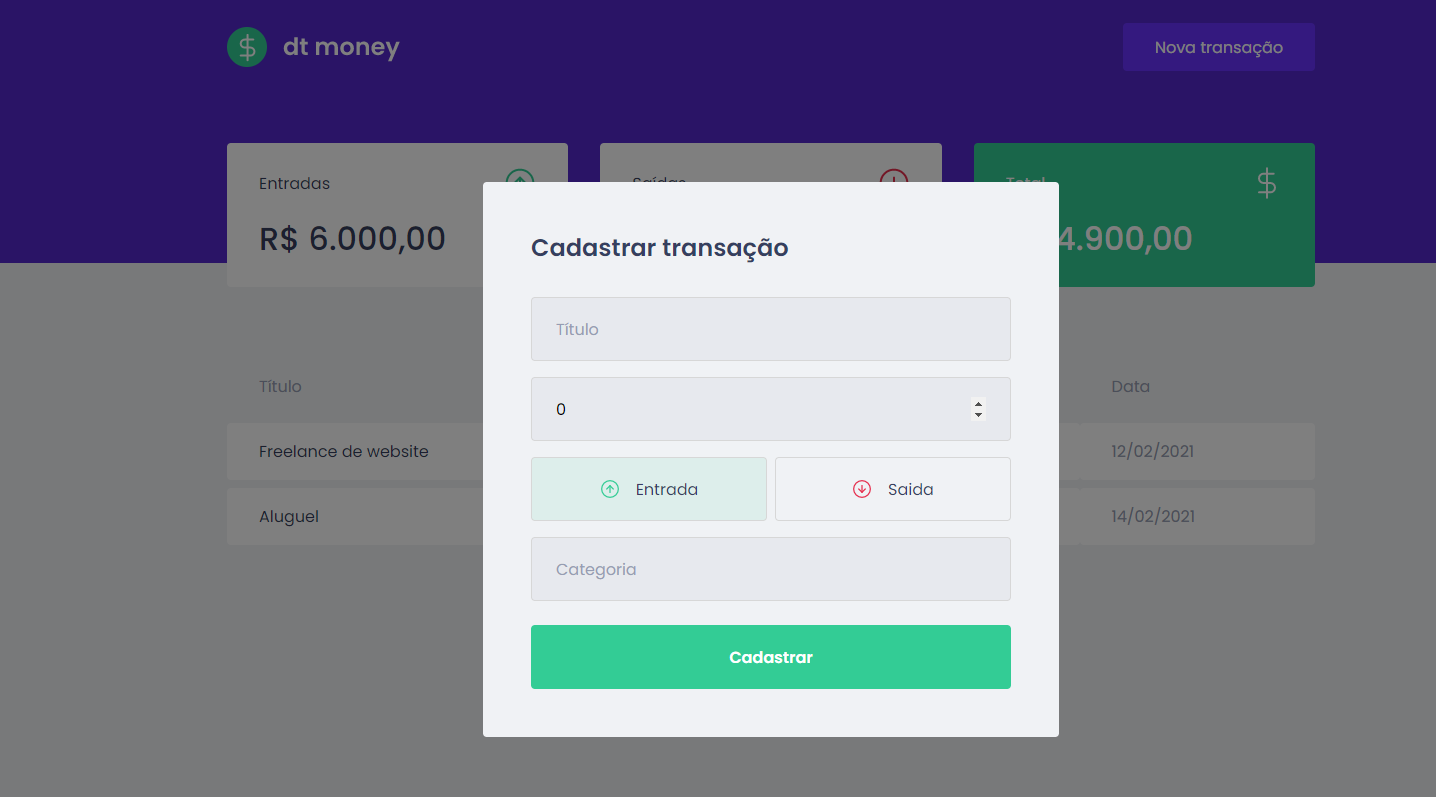 dt money
Nova transação
Entradas
Saídas
Total
R$ 6.000,00
4.900,00
Cadastrar transação
Título
0
Entrada
Saida
Categoria
Cadastrar
Título
Data
Freelance de website
12/02/2021
Aluguel
14/02/2021